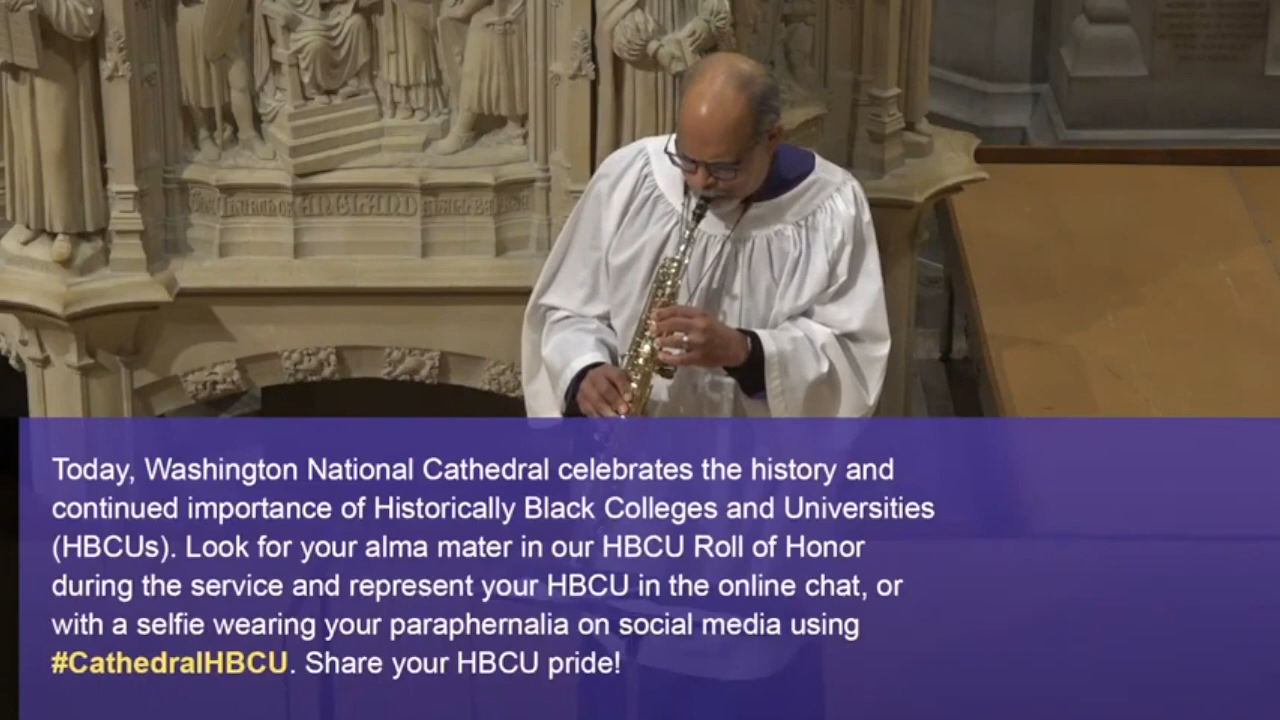 Today, Washington National Cathedral celebrates the history and
continued importance of Historically Black Colleges and Universities
(HBCUs). Look for your alma mater in our HBCU Roll of Honor
during the service and represent your HBCU in the online chat, or
with a selfie wearing your paraphernalia on social media using
#CathedralHBCU. Share your HBCU pride!